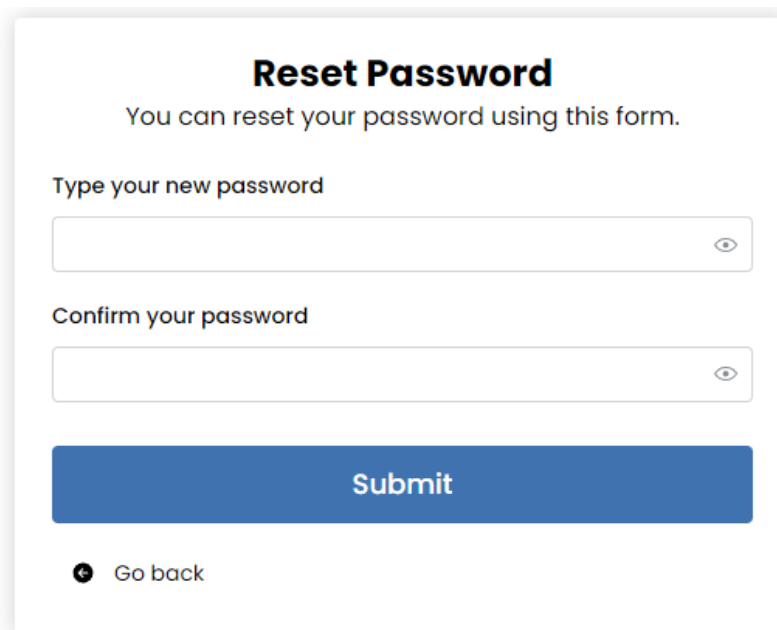 Reset Password
You can reset your password using this form.
Type your new password
Confirm your password
Submit
Go back